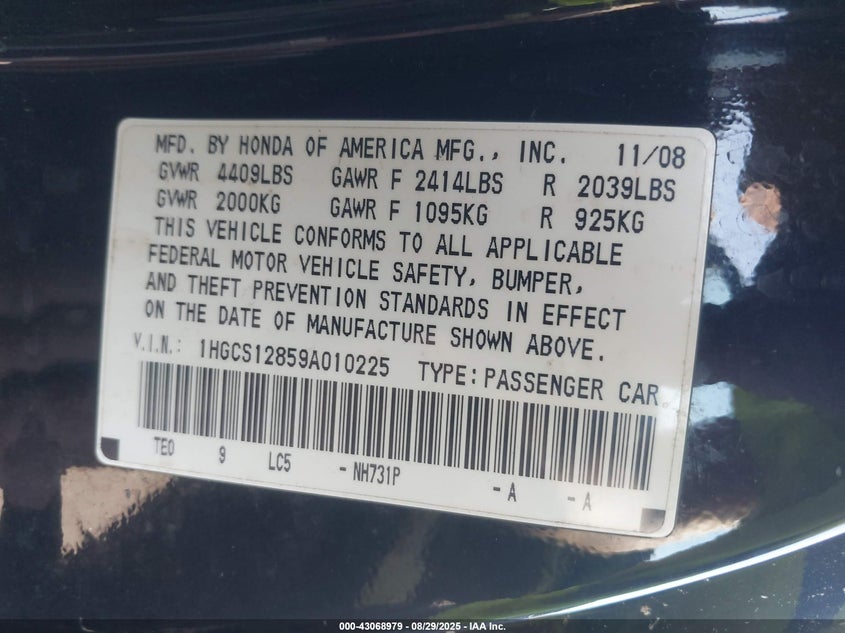 MFD. BY HONDA OF AMERICA MFG., INC. 11/08
GVWR 4409LBS GAWR F 2414LBS R 2039LBS
GVWR 2000KG GAWR F 1095KG R 925KG
THIS VEHICLE CONFORMS TO ALL APPLICABLE
FEDERAL MOTOR VEHICLE SAFETY, BUMPER,
AND THEFT PREVENTION STANDARDS IN EFFECT
ON THE DATE OF MANUFACTURE SHOWN ABOVE.
V.I.N.: 1HGCS12859A010225 TYPE: PASSENGER CAR
TE0 9 LC5 - NH731P - A - A
000-43068979 - 08/29/2025 - IAA Inc.